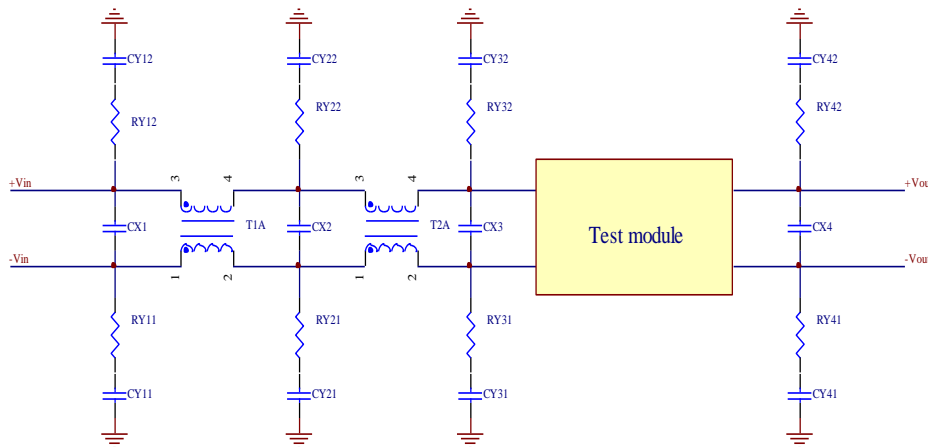 CY12
CY22
CY32
CY42
RY12
RY22
RY32
RY42
3
4
3
4
+Vin
+Vou
CX1
T1A
CX2
T2A
CX3
Test module
CX4
-Vin
-Vout
1
2
1
2
RY11
RY21
RY31
RY41
CY11
CY21
CY31
CY41